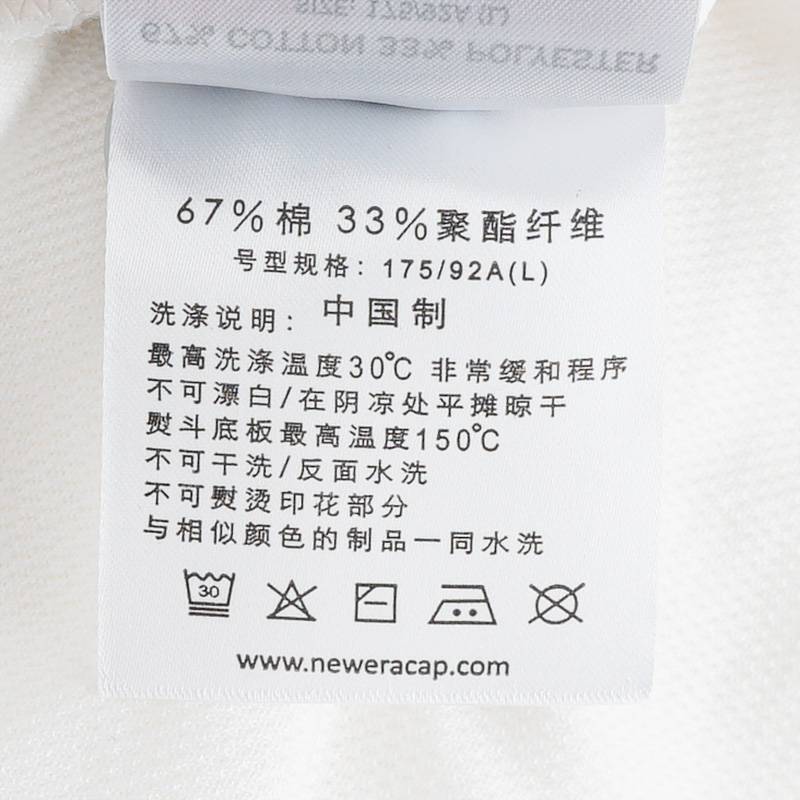 SIZE: 175/92A (L)
67% COTTON 33% POLYESTER
67%棉 33%聚酯纤维
号型规格: 175/92A(L)
洗涤说明: 中国制
最高洗涤温度30℃ 非常缓和程序
不可漂白/在阴凉处平摊晾干
熨斗底板最高温度150℃
不可干洗/反面水洗
不可熨烫印花部分
与相似颜色的制品一同水洗
30
www.neweracap.com